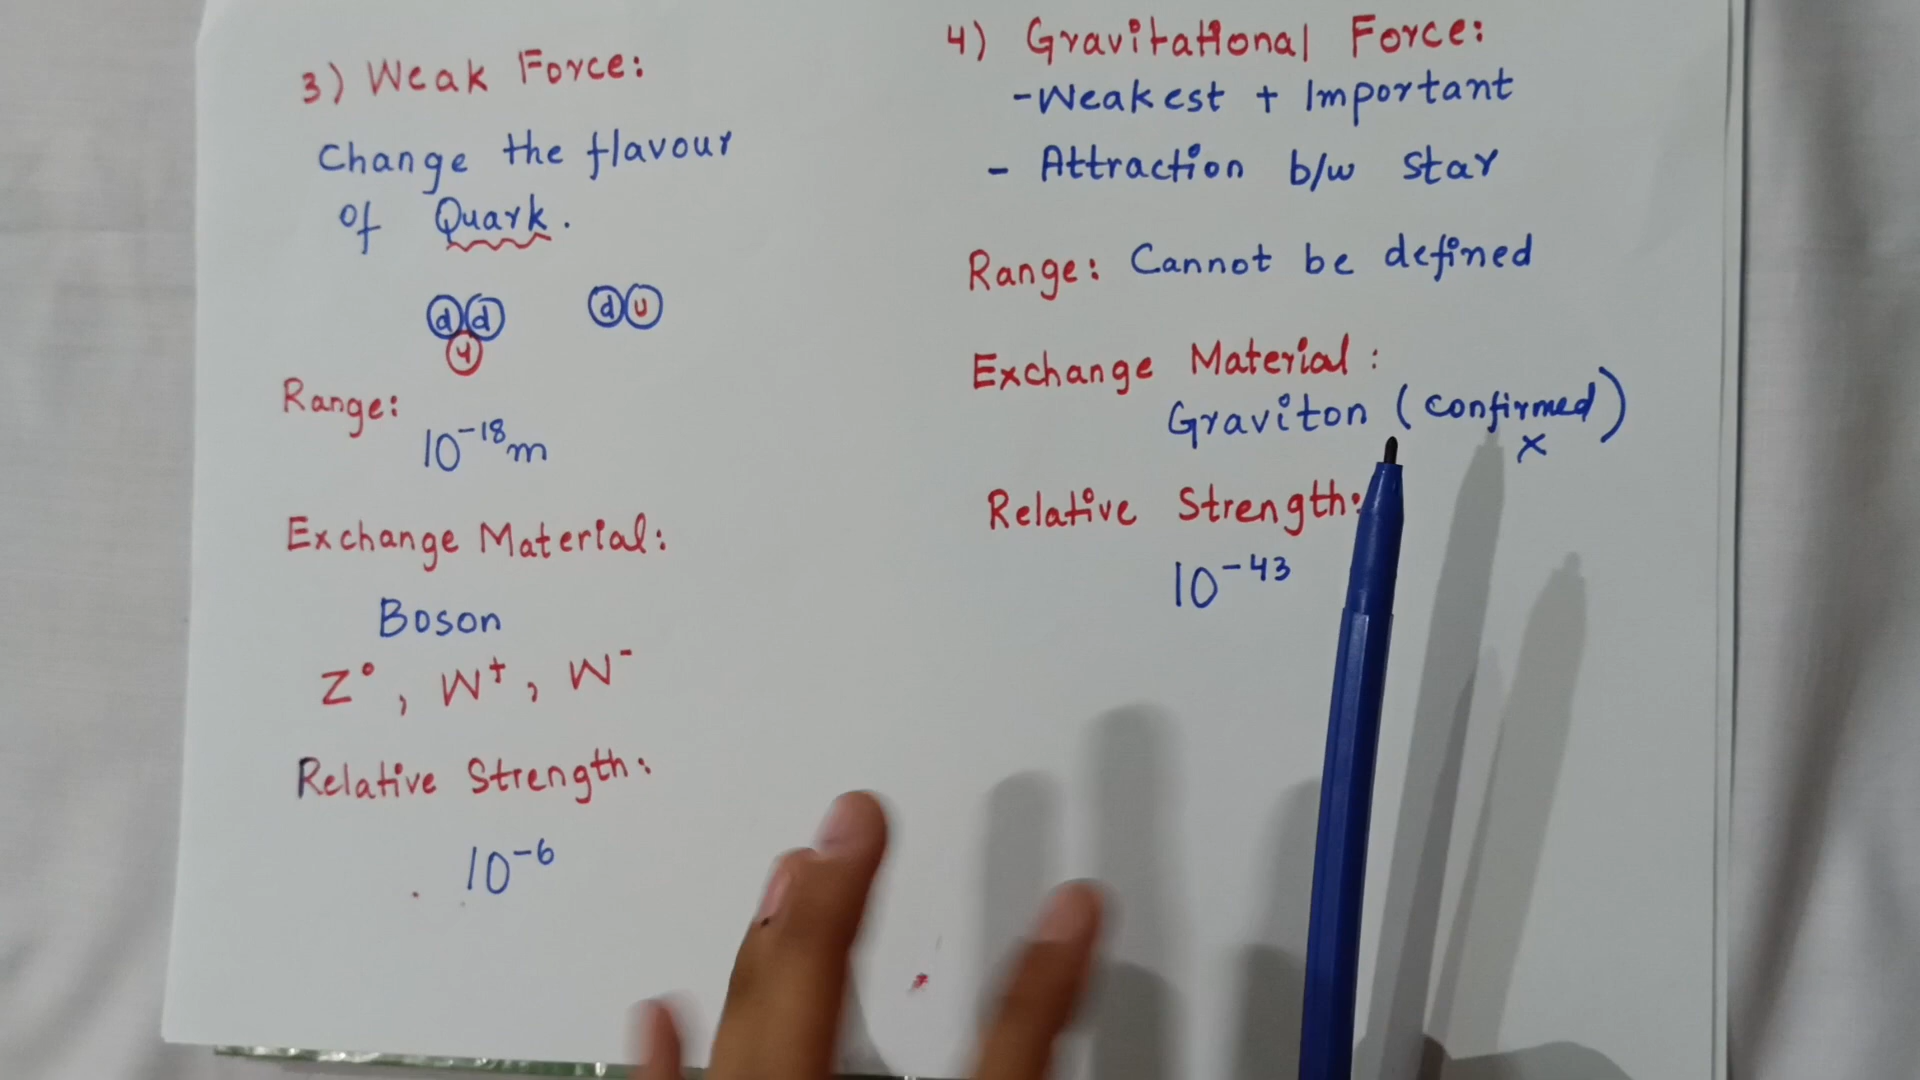 3) Weak Force:
Change the flavour
of Quark.
d d d u
u
Range:
10⁻¹⁸m
Exchange Material:
Boson
Z°, W⁺, W⁻
Relative Strength:
10⁻⁶
4) Gravitational Force:
-Weakest + Important
- Attraction b/w star
Range: Cannot be defined
Exchange Material:
Graviton (confirmed)
x
Relative Strength:
10⁻⁴³